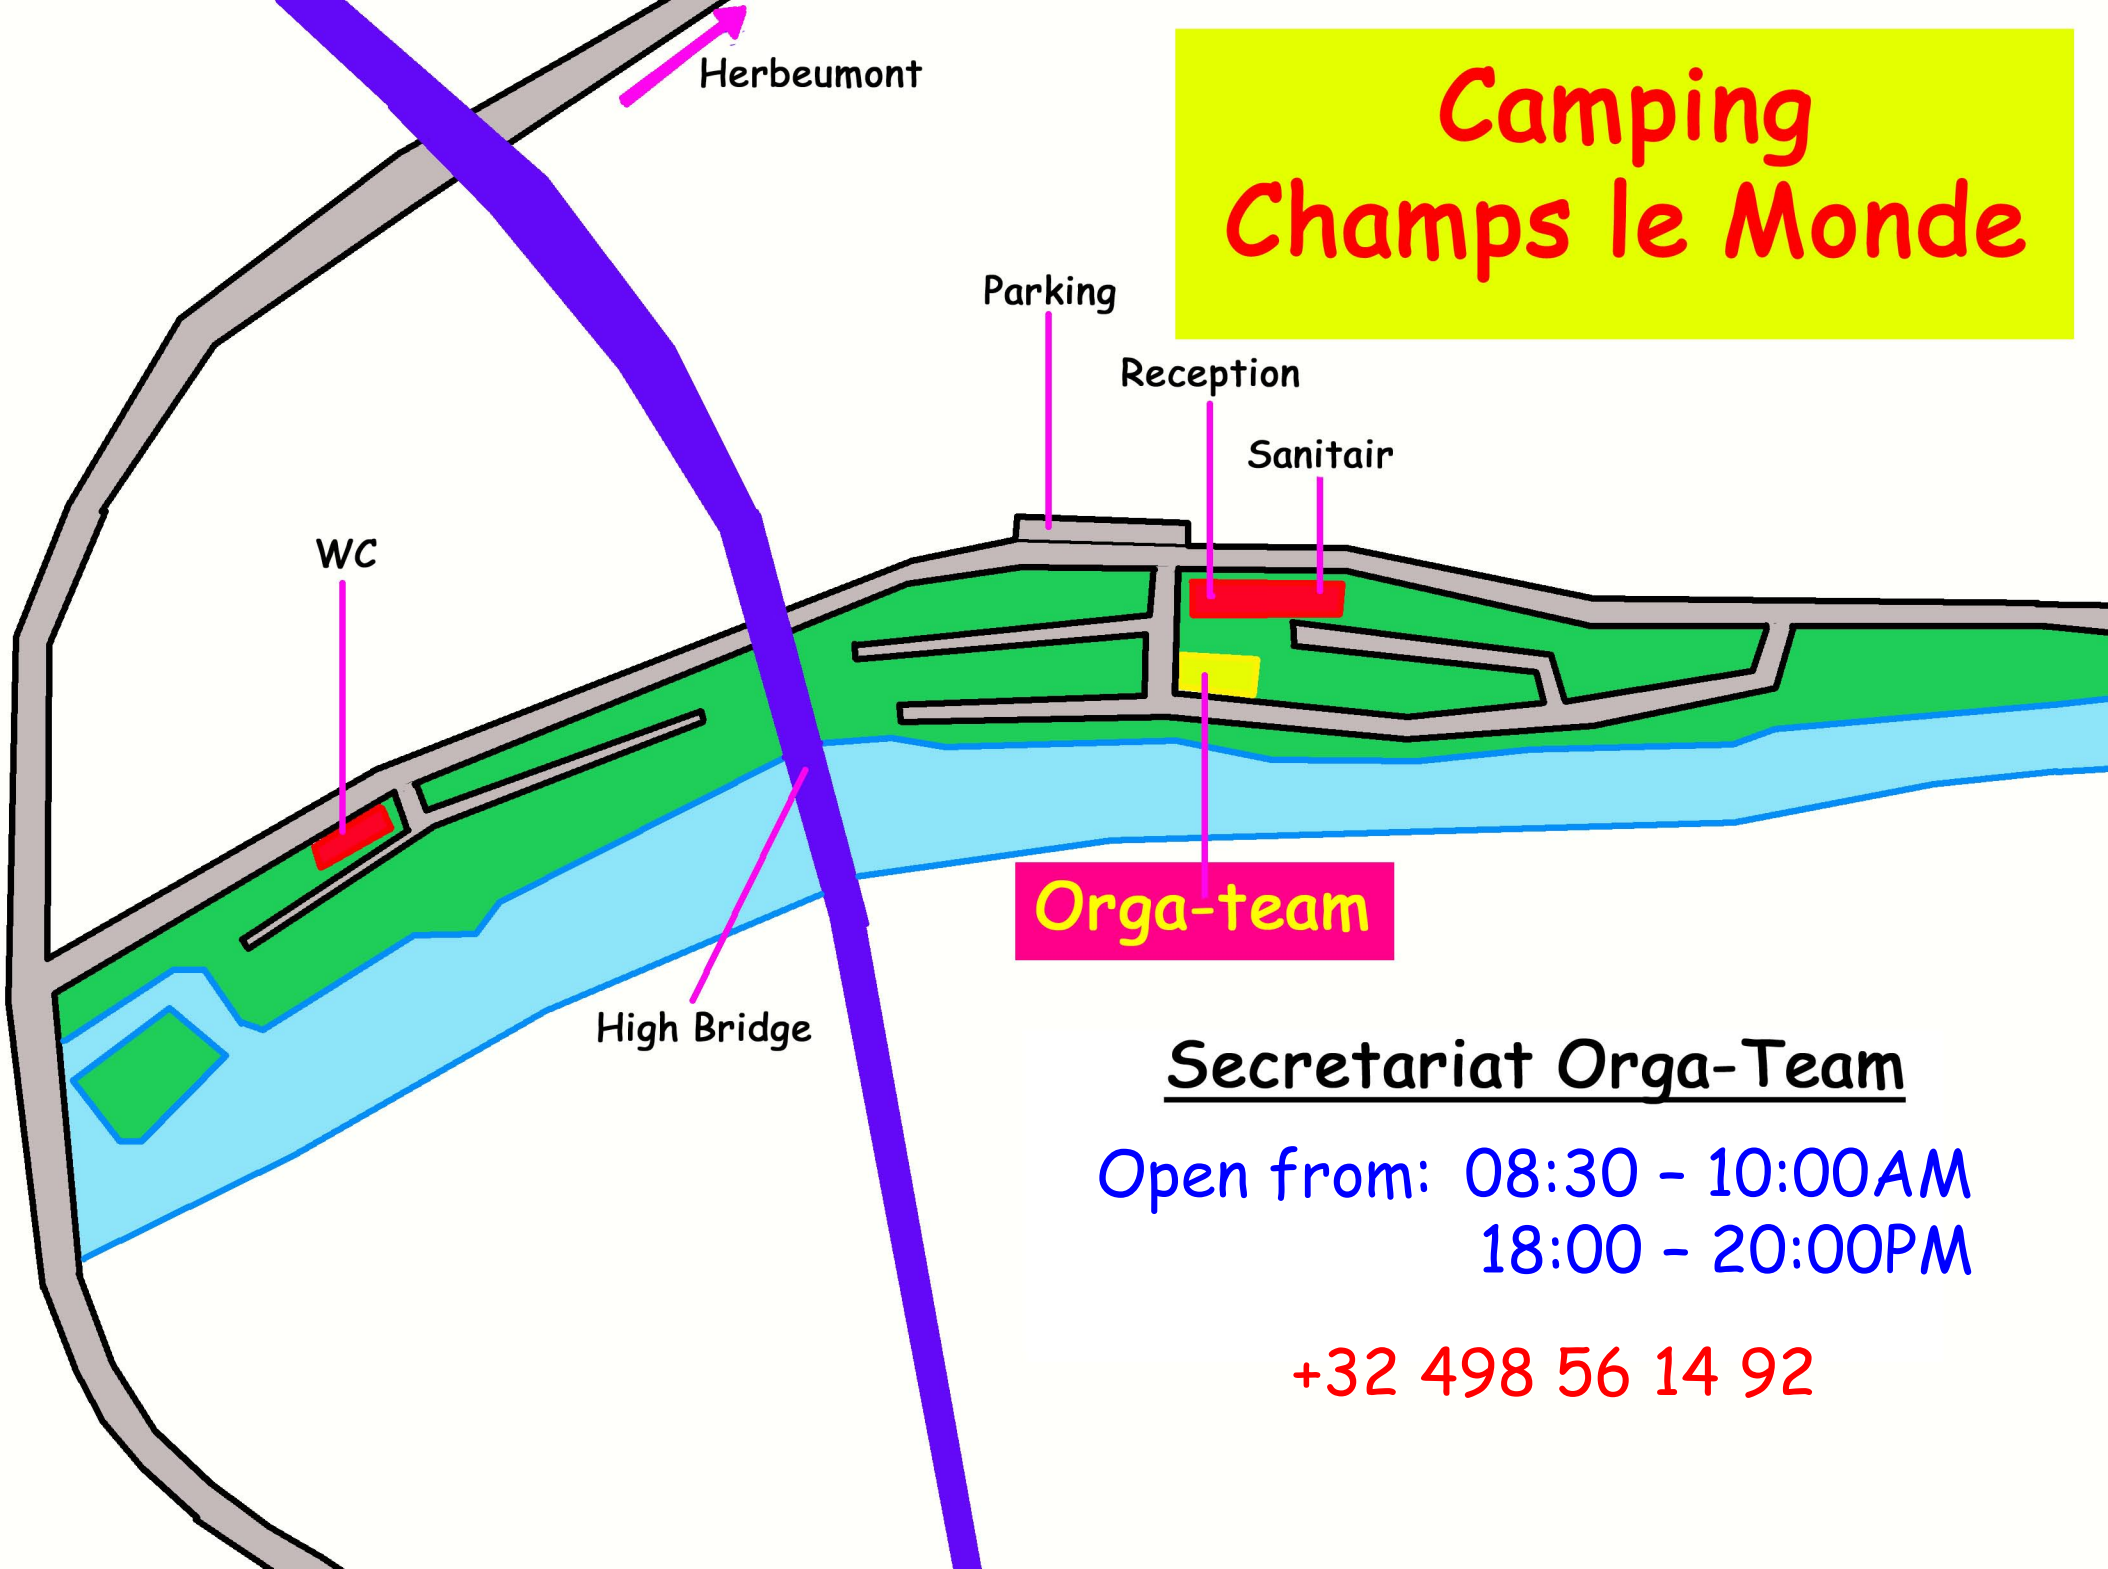 Herbeumont
Camping
Champs le Monde
Parking
Reception
Sanitair
WC
Orga-team
High Bridge
Secretariat Orga-Team
Open from: 08:30 - 10:00AM
18:00 - 20:00PM
+32 498 56 14 92